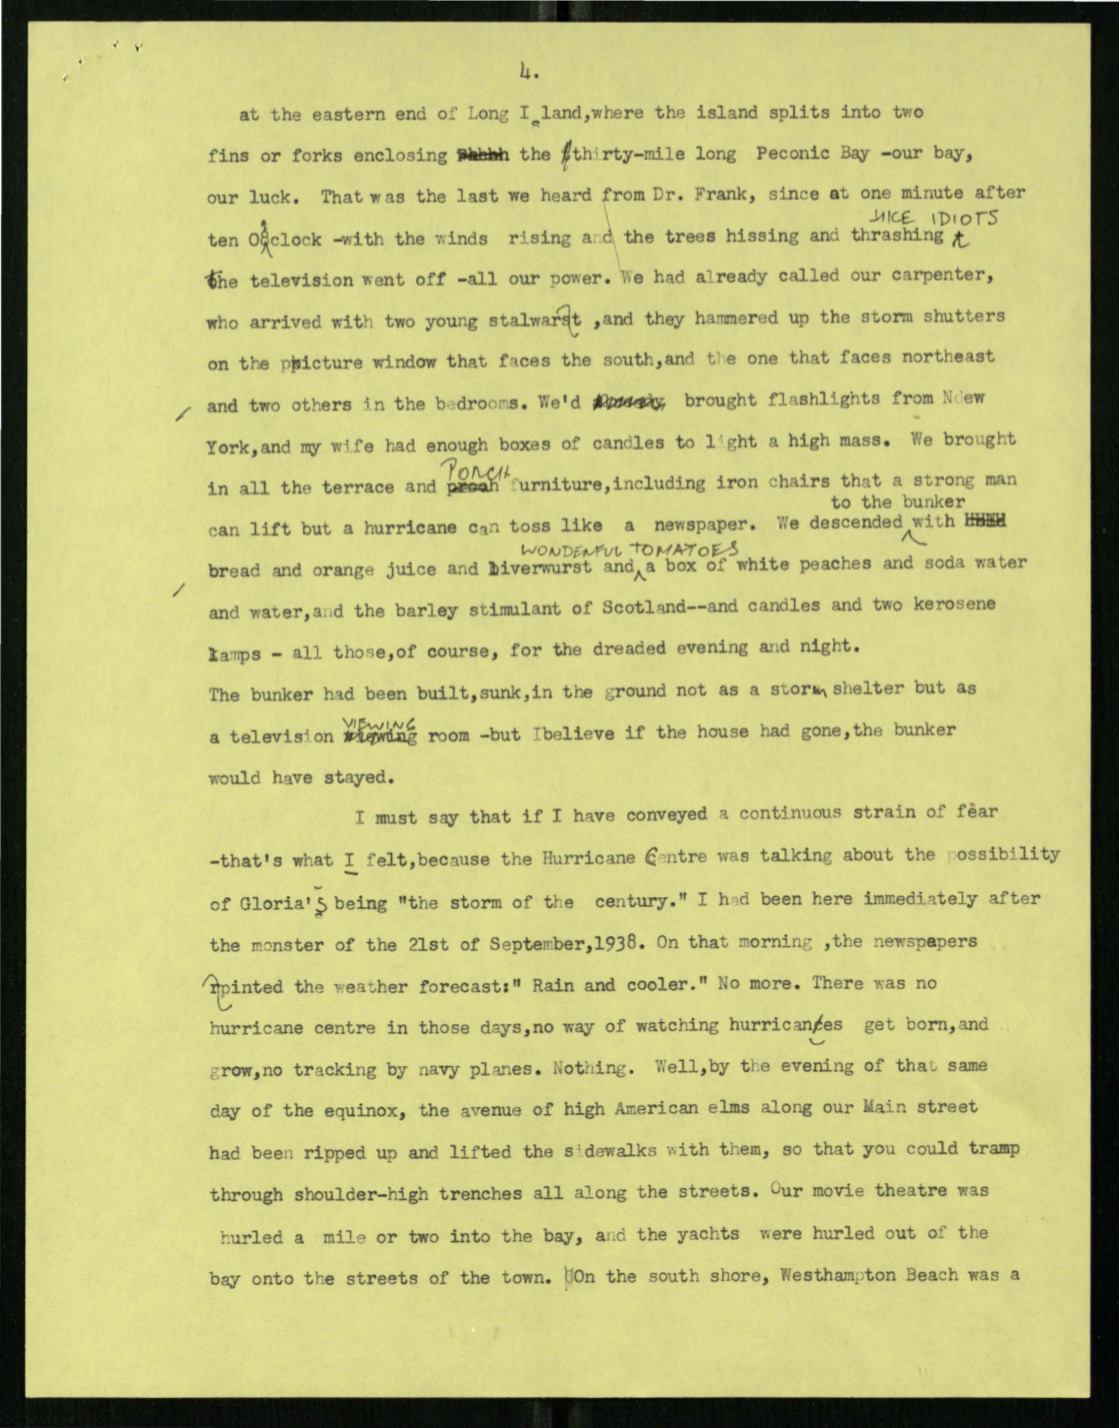 4.
at the eastern end of Long I land,where the island splits into two
fins or forks enclosing the thirty-mile long Peconic Bay -our bay,
our luck. That was the last we heard from Dr. Frank, since at one minute after
NICE IDIOTS
ten O'clock -with the winds rising and the trees hissing and thrashing t
the television went off -all our power. We had already called our carpenter,
who arrived with two young stalwarst ,and they hammered up the storm shutters
on the picture window that faces the south,and the one that faces northeast
and two others in the bedrooms. We'd brought flashlights from New
York,and my wife had enough boxes of candles to light a high mass. We brought
PORCH
in all the terrace and proah furniture,including iron chairs that a strong man
to the bunker
can lift but a hurricane can toss like a newspaper. We descended with
WONDERFUL TOMATOES
bread and orange juice and liverwurst and a box of white peaches and soda water
and water,and the barley stimulant of Scotland--and candles and two kerosene
lamps - all those,of course, for the dreaded evening and night.
The bunker had been built,sunk,in the ground not as a storm shelter but as
VIEWING
a television viewing room -but Ibelieve if the house had gone,the bunker
would have stayed.
I must say that if I have conveyed a continuous strain of fear
-that's what I felt,because the Hurricane Centre was talking about the possibility
of Gloria's being "the storm of the century." I had been here immediately after
the monster of the 21st of September,1938. On that morning ,the newspapers
rpinted the weather forecast:" Rain and cooler." No more. There was no
hurricane centre in those days,no way of watching hurricanes get born,and
grow,no tracking by navy planes. Nothing. Well,by the evening of that same
day of the equinox, the avenue of high American elms along our Main street
had been ripped up and lifted the sidewalks with them, so that you could tramp
through shoulder-high trenches all along the streets. Our movie theatre was
hurled a mile or two into the bay, and the yachts were hurled out of the
bay onto the streets of the town. On the south shore, Westhampton Beach was a